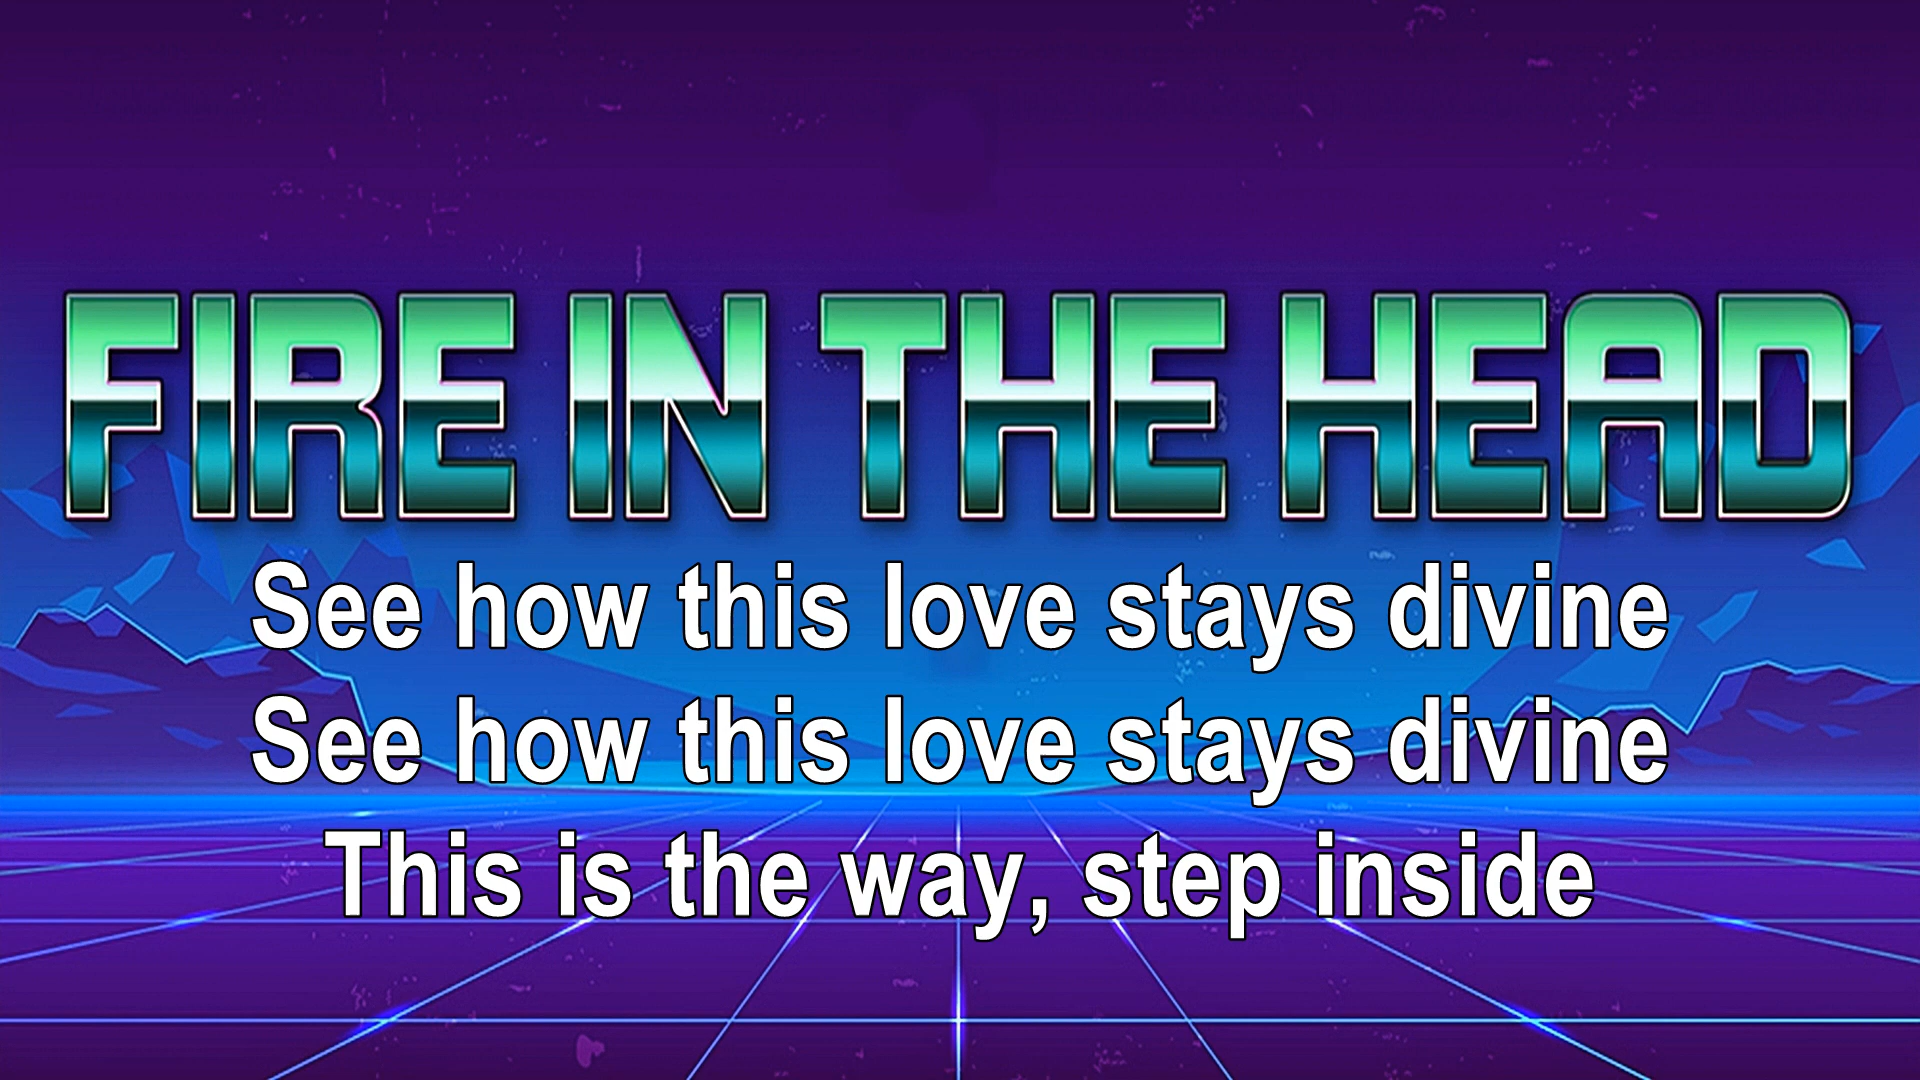 FIRE IN THE HEAD
See how this love stays divine
See how this love stays divine
This is the way, step inside